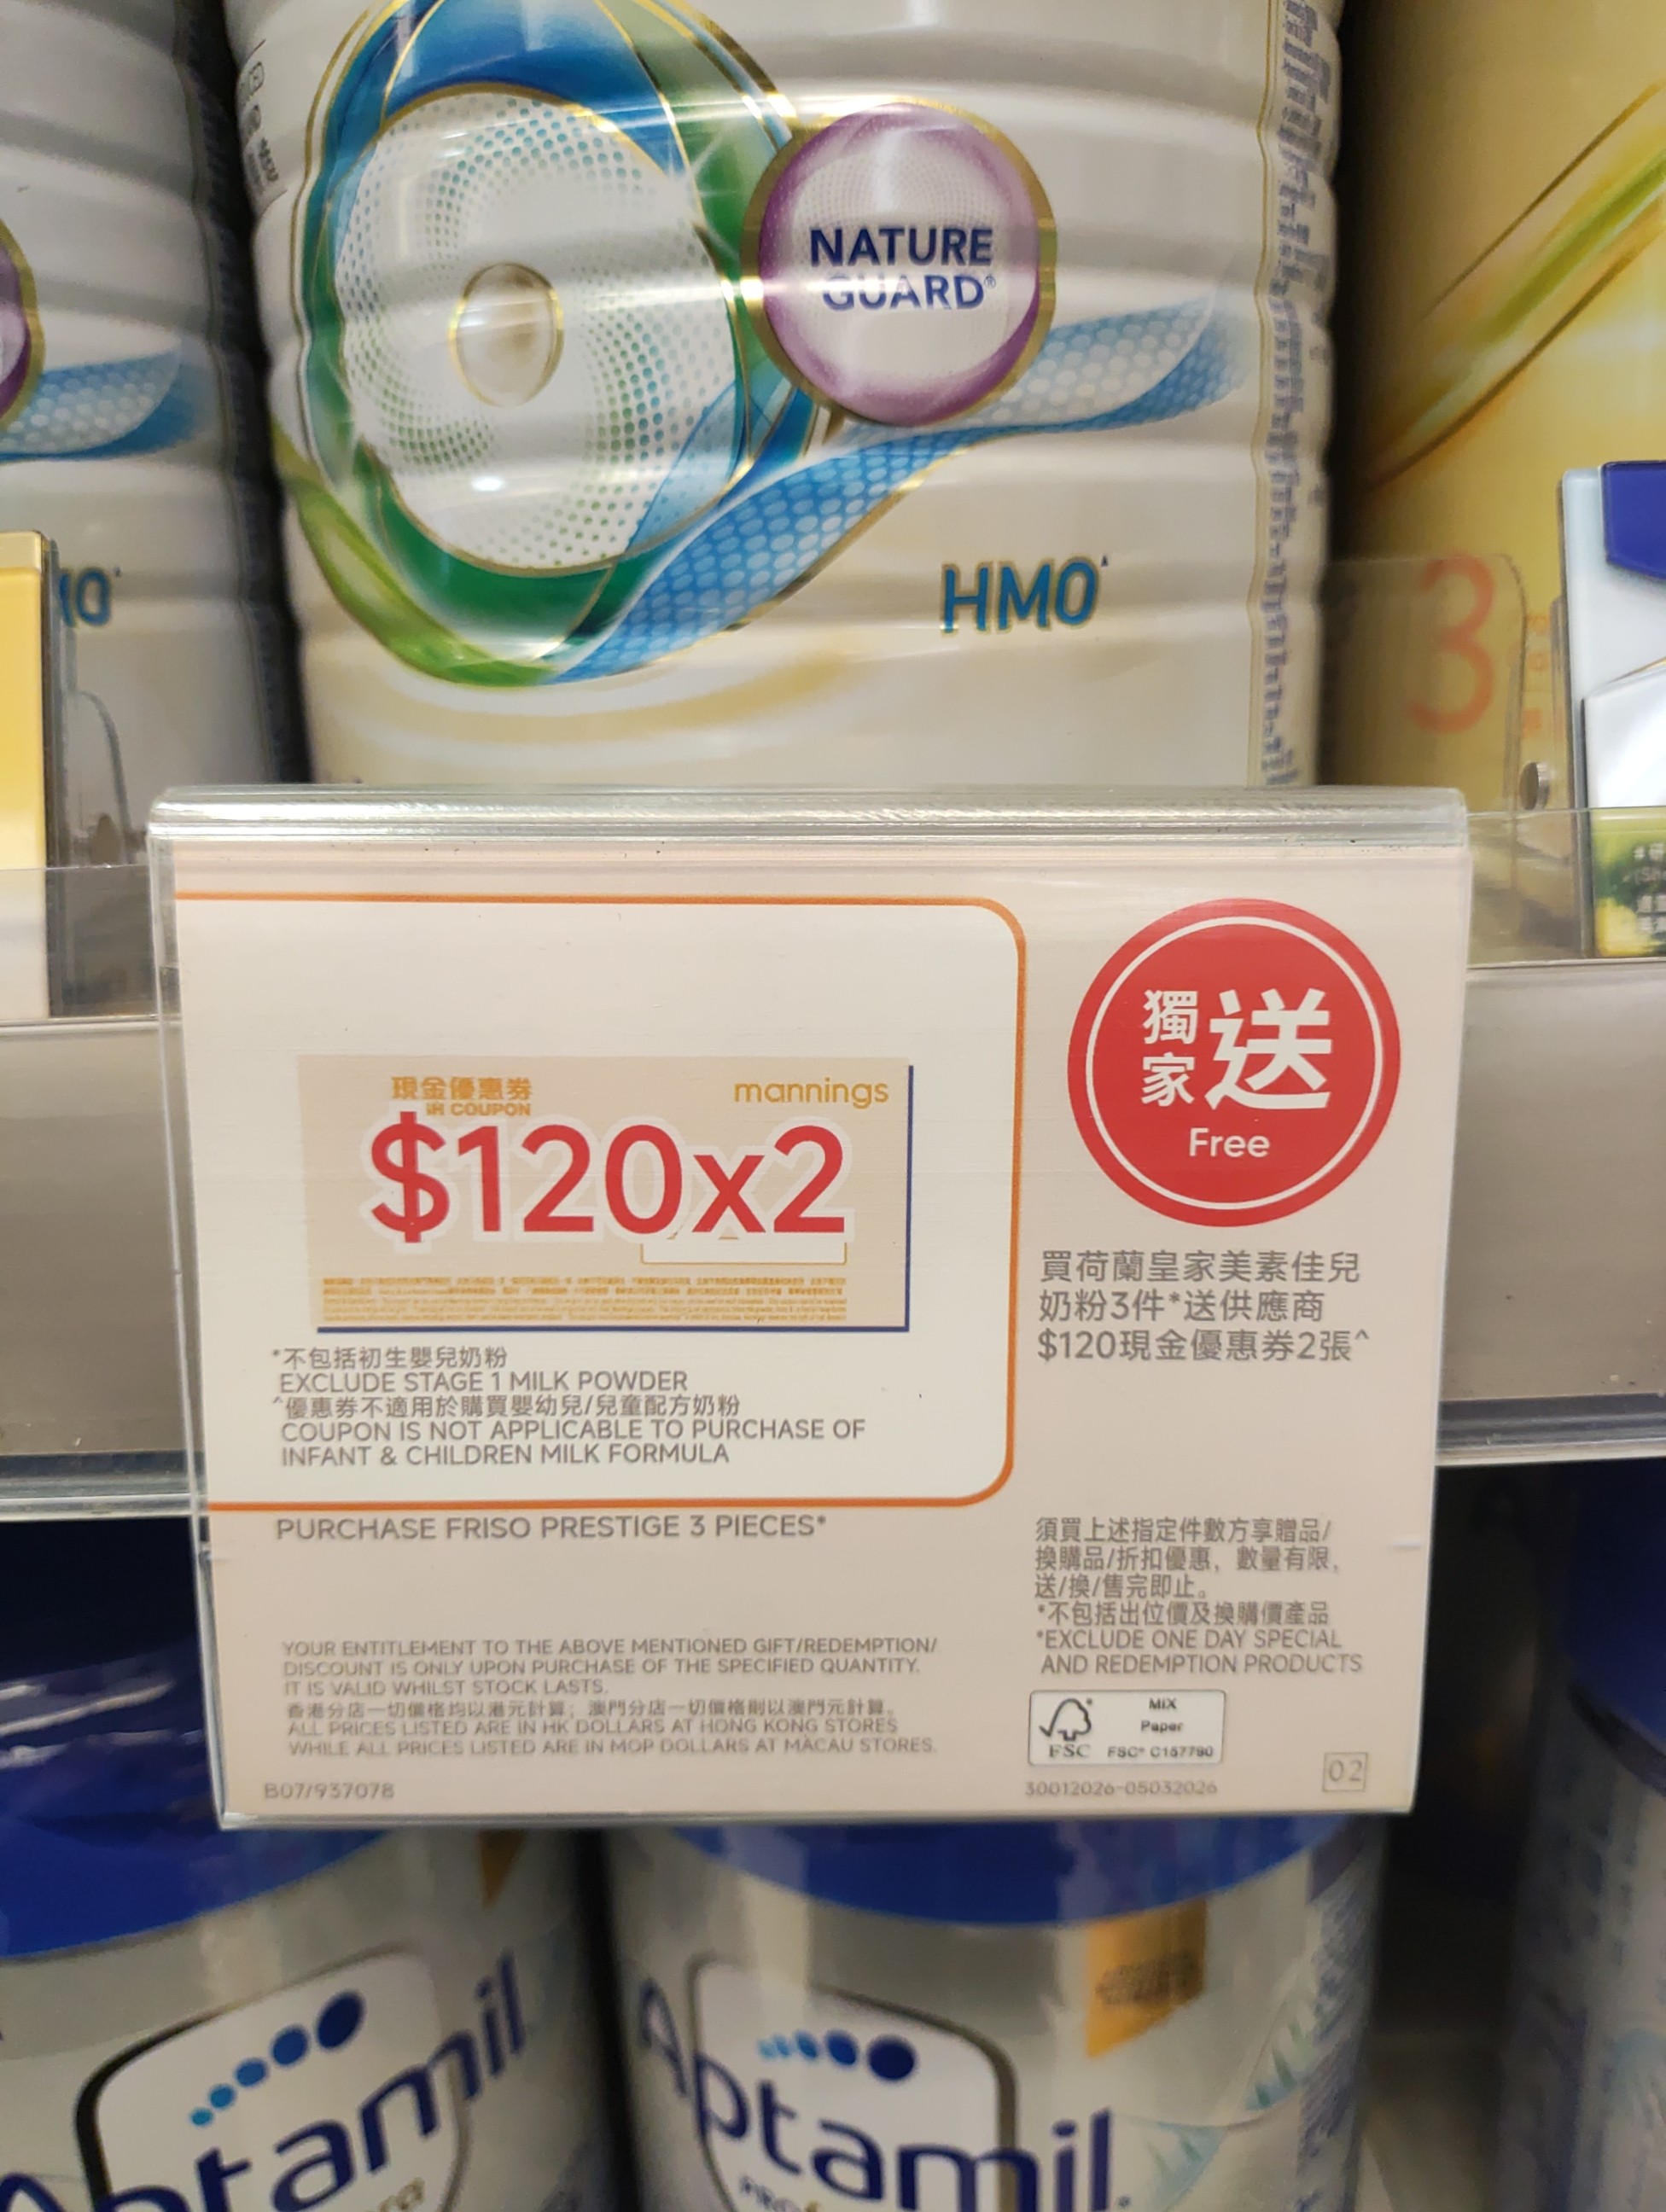 NATURE
GUARD®
HMO
3
現金優惠券
mannings
COUPON
$120x2
*不包括初生嬰兒奶粉
EXCLUDE STAGE 1 MILK POWDER
^優惠券不適用於購買嬰幼兒/兒童配方奶粉
COUPON IS NOT APPLICABLE TO PURCHASE OF
INFANT & CHILDREN MILK FORMULA
獨家送
Free
買荷蘭皇家美素佳兒
奶粉3件*送供應商
$120現金優惠券2張^
PURCHASE FRISO PRESTIGE 3 PIECES*
YOUR ENTITLEMENT TO THE ABOVE MENTIONED GIFT/REDEMPTION/
DISCOUNT IS ONLY UPON PURCHASE OF THE SPECIFIED QUANTITY.
IT IS VALID WHILST STOCK LASTS.
香港分店一切價格均以港元計算；澳門分店一切價格則以澳門元計算。
ALL PRICES LISTED ARE IN HK DOLLARS AT HONG KONG STORES
WHILE ALL PRICES LISTED ARE IN MOP DOLLARS AT MACAU STORES.
B07/937078
須買上述指定件數方享贈品/
換購品/折扣優惠，數量有限，
送/換/售完即止。
*不包括出位價及換購價產品
*EXCLUDE ONE DAY SPECIAL
AND REDEMPTION PRODUCTS
MIX
Paper
FSC
FSC® C157790
30012026-05032026
02
Aptamil
Aptamil